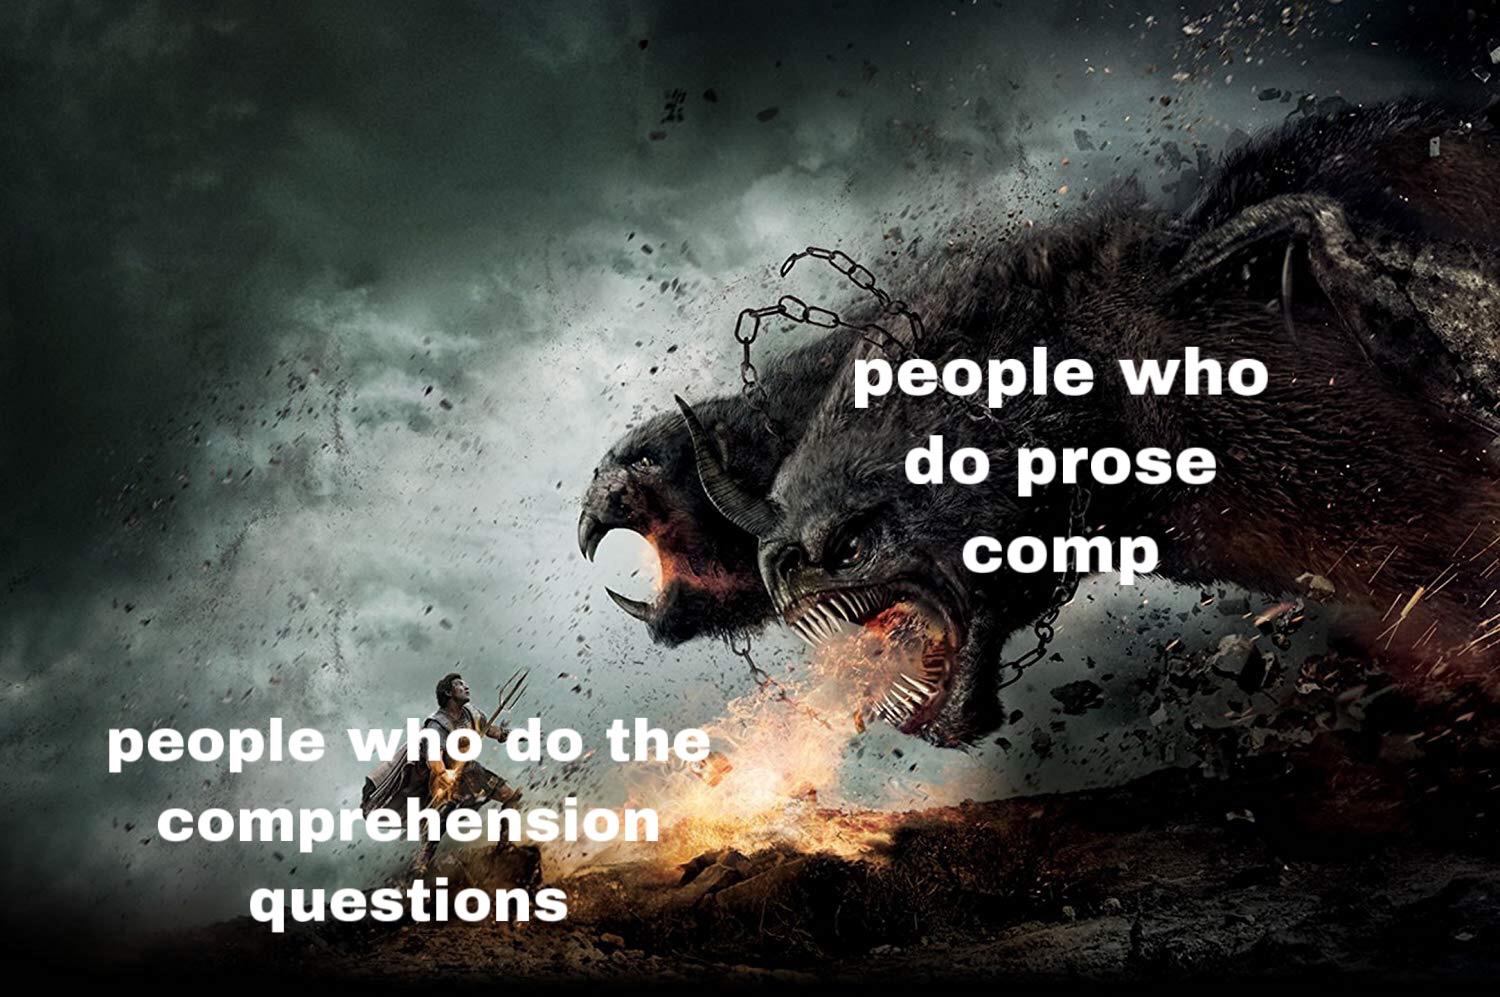 people who
do prose
comp
people who do the
comprehension
questions